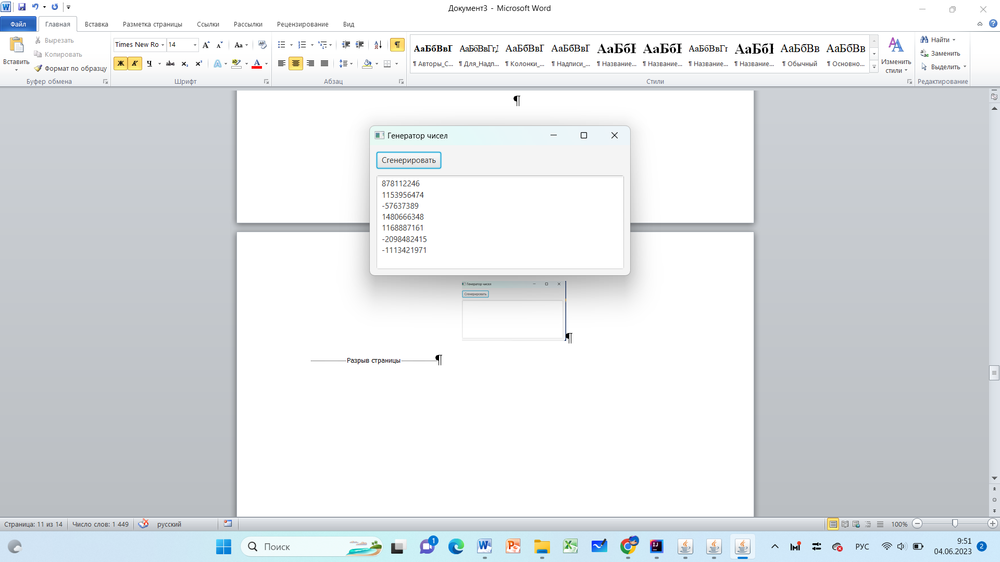 Документ3 - Microsoft Word
Файл Главная Вставка Разметка страницы Ссылки Рассылки Рецензирование Вид
Вставить
Вырезать
Копировать
Формат по образцу
Буфер обмена
Times New Ro 14
Ж К Ч abc x₂ x²
Шрифт
Абзац
АаБбВвГ АаБбВвГгД АаБбВвГ АаБбВвГ АаБбІ АаБбІ АаБбВвГг АаБбІ АаБбВв АаБбВв
¶ Авторы_С... ¶ Для_Надп... ¶ Колонки_... ¶ Надписи_... ¶ Название... ¶ Название... ¶ Название... ¶ Название... ¶ Обычный ¶ Основно...
Стили
Изменить
стили
Найти
Заменить
Выделить
Редактирование
¶
Генератор чисел
Сгенерировать
878112246
1153956474
-57637389
1480666348
1168887161
-2098482415
-1113421971
Генератор чисел
Сгенерировать
¶
Разрыв страницы ¶
Страница: 11 из 14 Число слов: 1 449 русский 100%
Поиск
1
РУС
9:51
04.06.2023
2